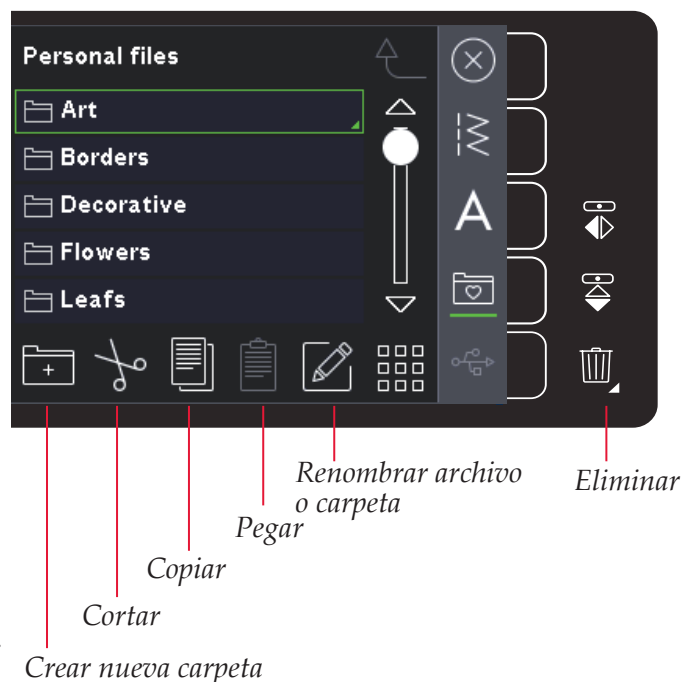 Personal files
Art
Borders
Decorative
A
Flowers
Leafs
Renombrar archivo
o carpeta
Eliminar
Pegar
Copiar
Cortar
Crear nueva carpeta